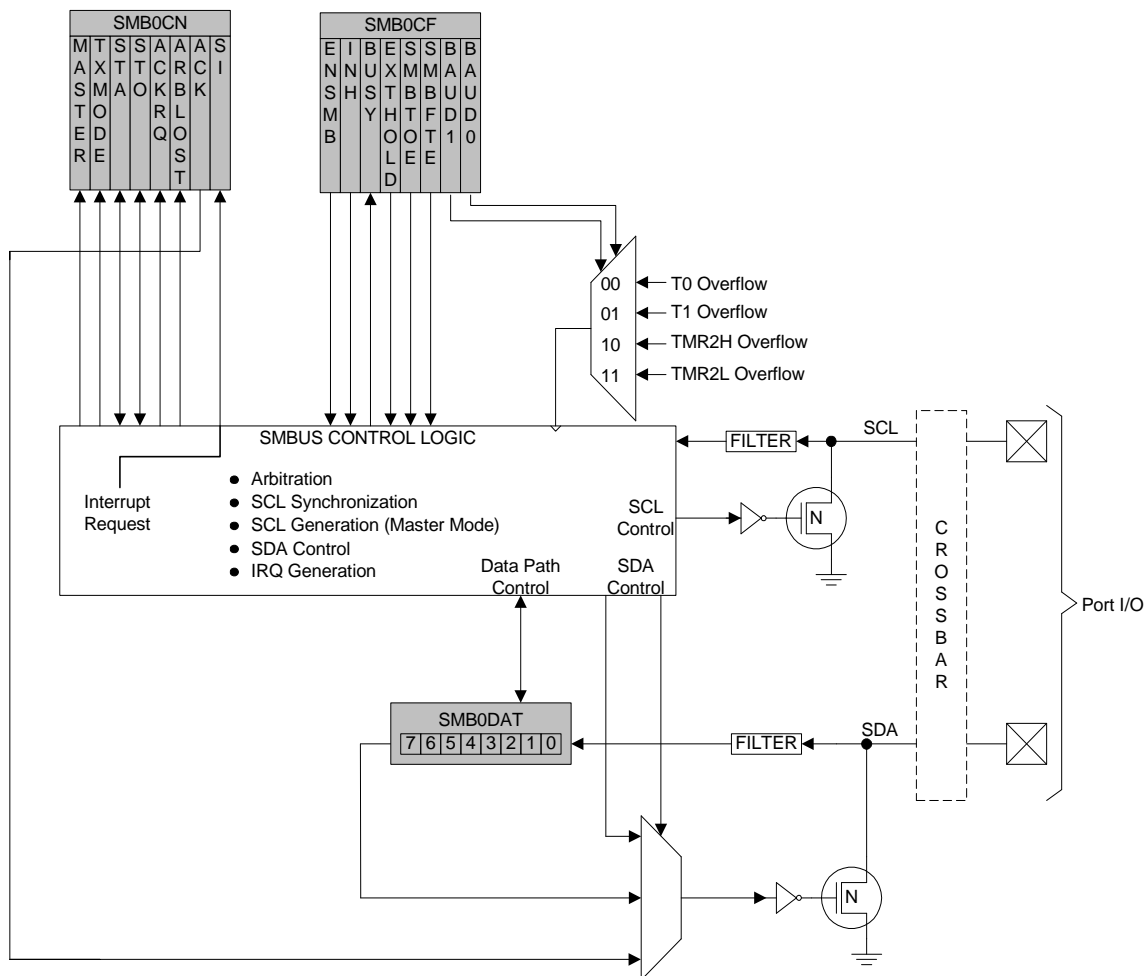 SMB0CN
MASTER
TXMODE
STA
STO
ACKRQ
ARBLOST
ACK
SI
SMB0CF
ENSMB
INH
BUSY
EXTHOLD
SMBTOE
SMBFTE
BAUD1
BAUD0
00
T0 Overflow
01
T1 Overflow
10
TMR2H Overflow
11
TMR2L Overflow
SMBUS CONTROL LOGIC
Interrupt
Request
● Arbitration
● SCL Synchronization
● SCL Generation (Master Mode)
● SDA Control
● IRQ Generation
SCL
Control
Data Path
Control
SDA
Control
FILTER
SCL
N
CROSSBAR
Port I/O
SMB0DAT
7 6 5 4 3 2 1 0
FILTER
SDA
N